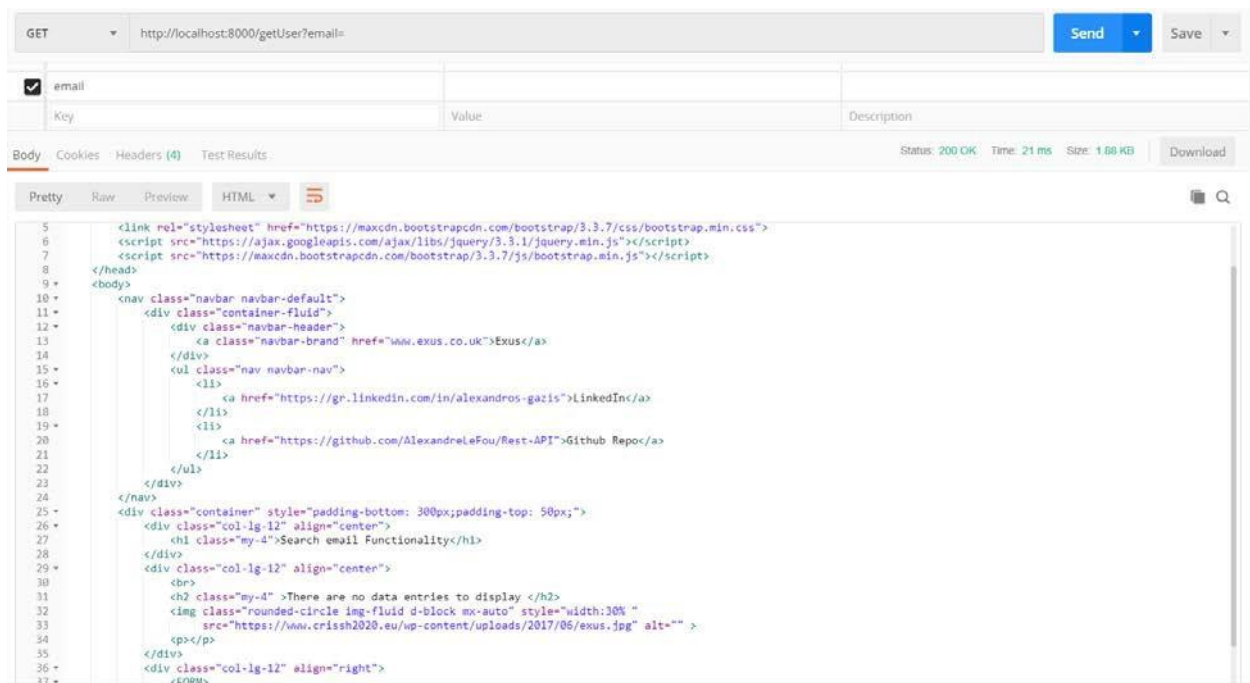 GET http://localhost:8000/getUser?email= Send Save
email
Key Value Description
Body Cookies Headers (4) Test Results Status: 200 OK Time: 21 ms Size: 1.88 KB Download
Pretty Raw Preview HTML
5 <link rel="stylesheet" href="https://maxcdn.bootstrapcdn.com/bootstrap/3.3.7/css/bootstrap.min.css">
6 <script src="https://ajax.googleapis.com/ajax/libs/jquery/3.3.1/jquery.min.js"></script>
7 <script src="https://maxcdn.bootstrapcdn.com/bootstrap/3.3.7/js/bootstrap.min.js"></script>
8 </head>
9 <body>
10 <nav class="navbar navbar-default">
11 <div class="container-fluid">
12 <div class="navbar-header">
13 <a class="navbar-brand" href="www.exus.co.uk">Exus</a>
14 </div>
15 <ul class="nav navbar-nav">
16 <li>
17 <a href="https://gr.linkedin.com/in/alexandros-gazis">LinkedIn</a>
18 </li>
19 <li>
20 <a href="https://github.com/AlexandreLeFou/Rest-API">Github Repo</a>
21 </li>
22 </ul>
23 </div>
24 </nav>
25 <div class="container" style="padding-bottom: 300px;padding-top: 50px;">
26 <div class="col-lg-12" align="center">
27 <h1 class="my-4">Search email Functionality</h1>
28 </div>
29 <div class="col-lg-12" align="center">
30 <br>
31 <h2 class="my-4" >There are no data entries to display </h2>
32 <img class="rounded-circle img-fluid d-block mx-auto" style="width:30% "
33 src="https://www.crissh2020.eu/wp-content/uploads/2017/06/exus.jpg" alt="" >
34 <p></p>
35 </div>
36 <div class="col-lg-12" align="right">
37 <FORM>